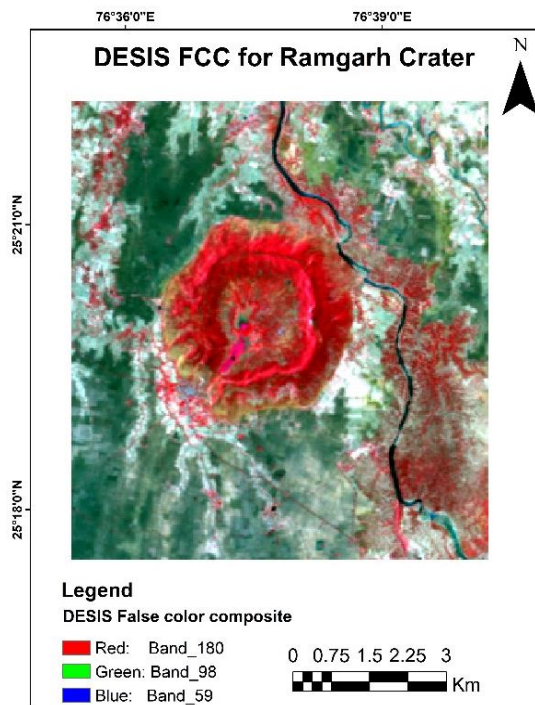 76°36'0"E 76°39'0"E
DESIS FCC for Ramgarh Crater
N
25°21'0"N
25°18'0"N
Legend
DESIS False color composite
Red: Band_180
Green: Band_98
Blue: Band_59
0 0.75 1.5 2.25 3
Km